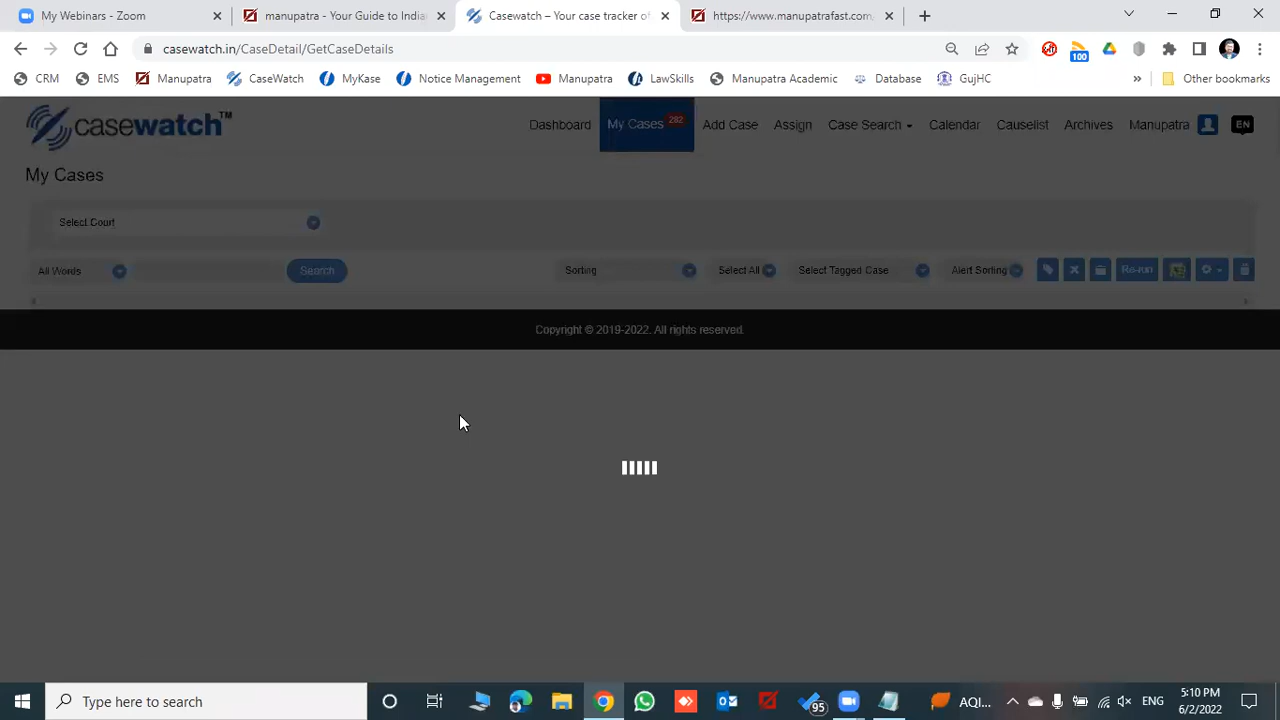 My Webinars - Zoom
manupatra - Your Guide to India
Casewatch – Your case tracker of
https://www.manupatrafast.com
casewatch.in/CaseDetail/GetCaseDetails
100
CRM
EMS
Manupatra
CaseWatch
MyKase
Notice Management
Manupatra
LawSkills
Manupatra Academic
Database
GujHC
»
Other bookmarks
casewatch™
Dashboard
My Cases 282
Add Case
Assign
Case Search
Calendar
Causelist
Archives
Manupatra
EN
My Cases
Select Court
All Words
Search
Sorting
Select All
Select Tagged Case
Alert Sorting
Re-run
Copyright © 2019-2022. All rights reserved.
Type here to search
95
AQI...
ENG
5:10 PM
6/2/2022